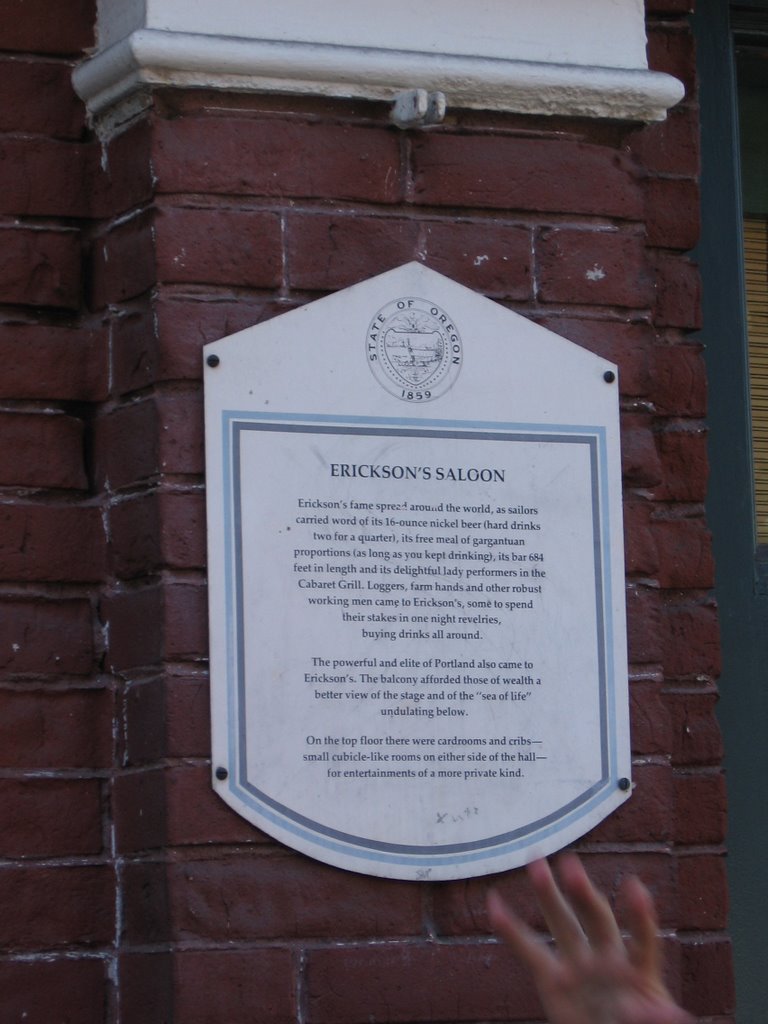 STATE OF OREGON
1859
ERICKSON'S SALOON
Erickson's fame spread around the world, as sailors
carried word of its 16-ounce nickel beer (hard drinks
two for a quarter), its free meal of gargantuan
proportions (as long as you kept drinking), its bar 684
feet in length and its delightful lady performers in the
Cabaret Grill. Loggers, farm hands and other robust
working men came to Erickson's, some to spend
their stakes in one night revelries,
buying drinks all around.
The powerful and elite of Portland also came to
Erickson's. The balcony afforded those of wealth a
better view of the stage and of the "sea of life"
undulating below.
On the top floor there were cardrooms and cribs—
small cubicle-like rooms on either side of the hall—
for entertainments of a more private kind.